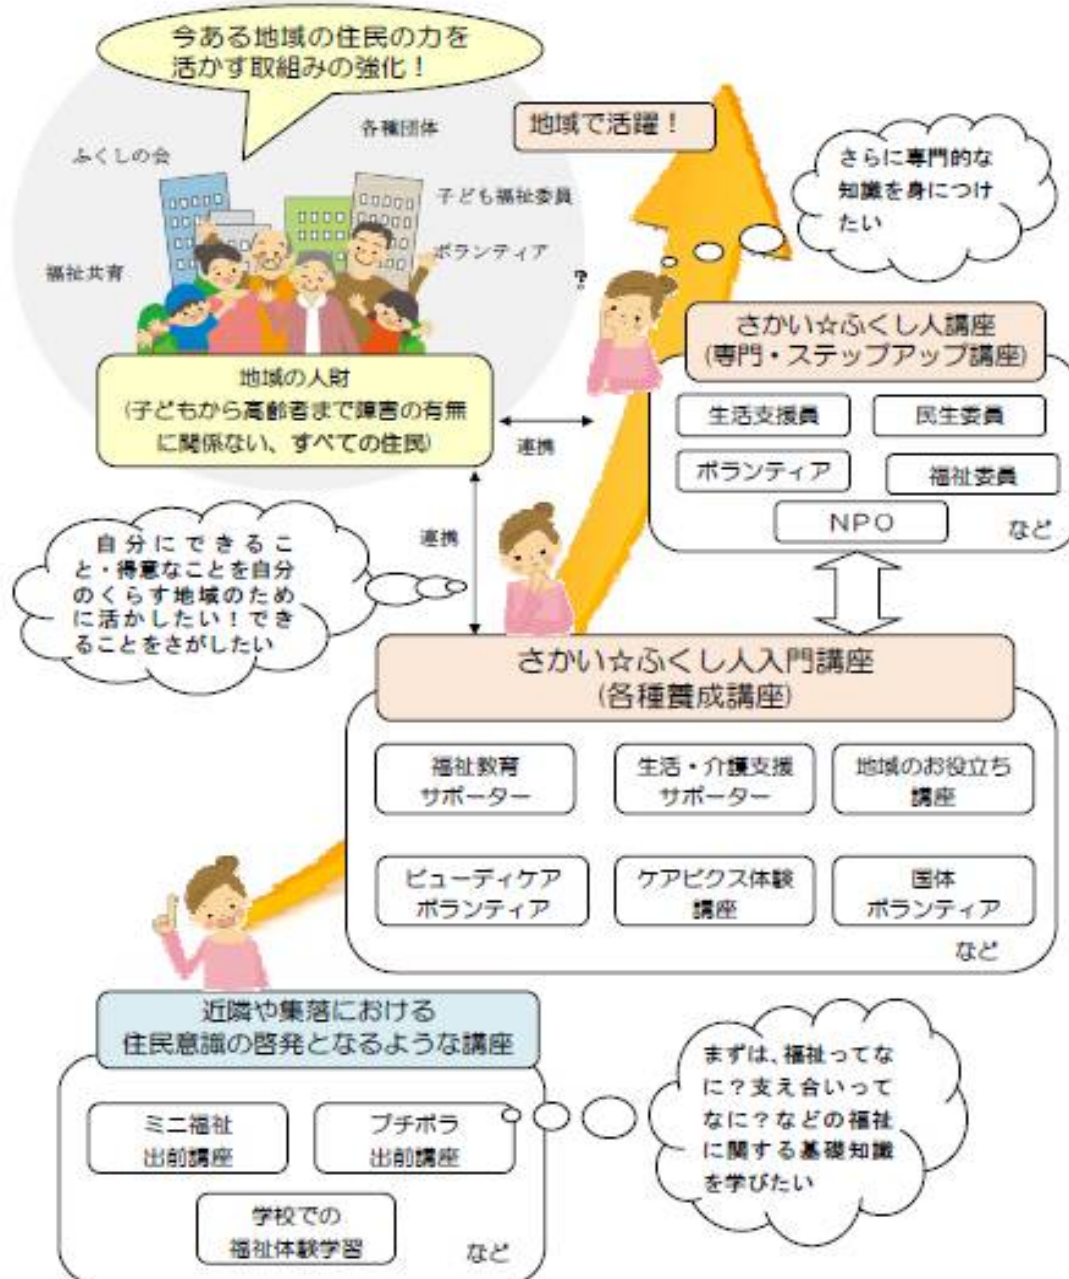 今ある地域の住民の力を
活かす取組みの強化！
各種団体
ふくしの会
子ども福祉委員
ボランティア
福祉共育
地域で活躍！
さらに専門的な
知識を身につけ
たい
?
地域の人財
(子どもから高齢者まで障害の有無
に関係ない、すべての住民)
連携
連携
さかい☆ふくし人講座
(専門・ステップアップ講座)
生活支援員
民生委員
ボランティア
福祉委員
NPO
など
自分にできるこ
と・得意なことを自分
のくらす地域のため
に活かしたい！でき
ることをさがしたい
さかい☆ふくし人入門講座
(各種養成講座)
福祉教育
サポーター
生活・介護支援
サポーター
地域のお役立ち
講座
ビューティケア
ボランティア
ケアビクス体験
講座
国体
ボランティア
など
近隣や集落における
住民意識の啓発となるような講座
ミニ福祉
出前講座
プチボラ
出前講座
学校での
福祉体験学習
など
まずは、福祉ってな
に？支え合いって
なに？などの福祉
に関する基礎知識
を学びたい